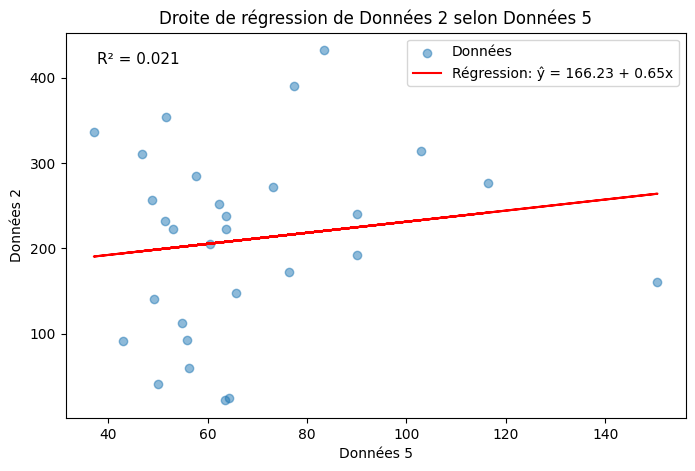 Droite de régression de Données 2 selon Données 5
R² = 0.021
Données
Régression: ŷ = 166.23 + 0.65x
Données 2
400
300
200
100
40 60 80 100 120 140
Données 5